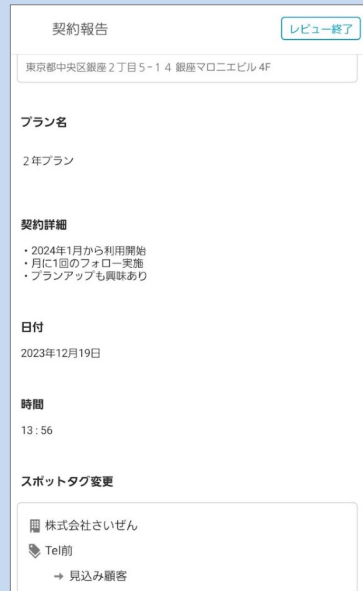 契約報告
レビュー終了
東京都中央区銀座2丁目5-14 銀座マロニエビル 4F
プラン名
2年プラン
契約詳細
・2024年1月から利用開始
・月に1回のフォロー実施
・プランアップも興味あり
日付
2023年12月19日
時間
13 : 56
スポットタグ変更
株式会社さいぜん
Tel前
→ 見込み顧客